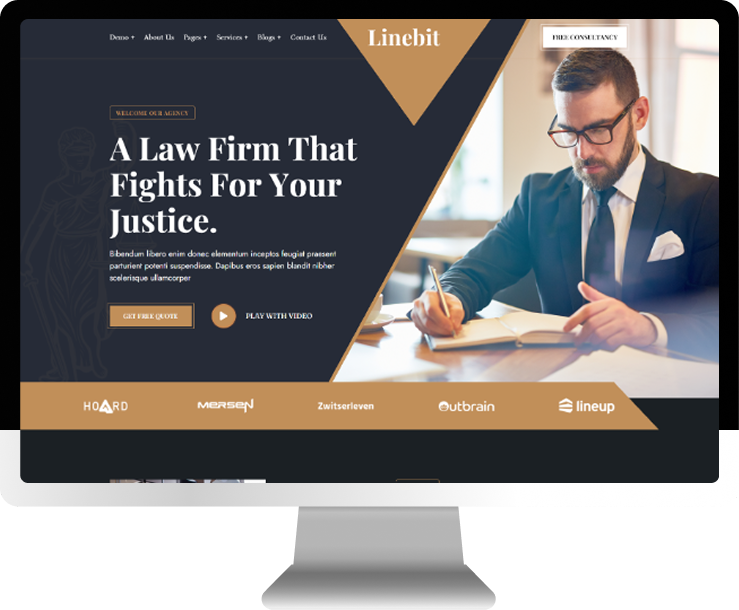 Demo + About Us Pages + Services + Blogs + Contact Us
Linebit
FREE CONSULTANCY
WELCOME OUR AGENCY
A Law Firm That
Fights For Your
Justice.
Bibendum libero enim donec elementum inceptos feugiat praesent
parturient potenti suspendisse. Dapibus eros sapien blandit nibher
scelerisque ullamcorper
GET FREE QUOTE
PLAY WITH VIDEO
HOARD
MERSEN
Zwitserleven
Outbrain
lineup